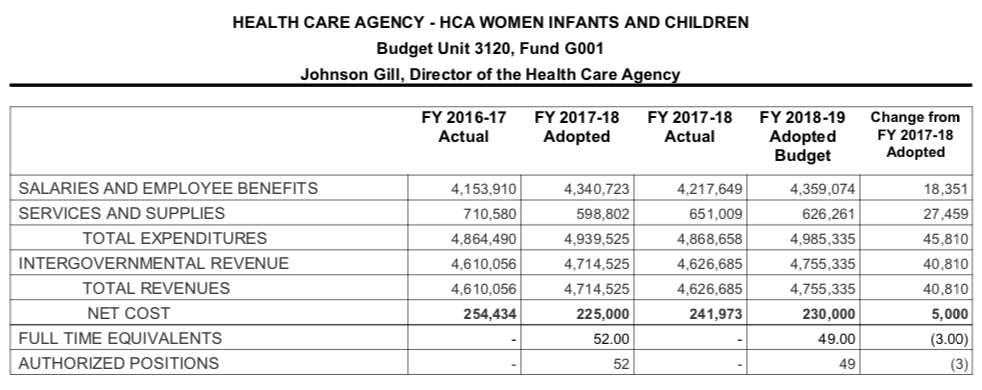 HEALTH CARE AGENCY - HCA WOMEN INFANTS AND CHILDREN
Budget Unit 3120, Fund G001
Johnson Gill, Director of the Health Care Agency
FY 2016-17 Actual FY 2017-18 Adopted FY 2017-18 Actual FY 2018-19 Adopted Budget Change from FY 2017-18 Adopted
SALARIES AND EMPLOYEE BENEFITS 4,153,910 4,340,723 4,217,649 4,359,074 18,351
SERVICES AND SUPPLIES 710,580 598,802 651,009 626,261 27,459
TOTAL EXPENDITURES 4,864,490 4,939,525 4,868,658 4,985,335 45,810
INTERGOVERNMENTAL REVENUE 4,610,056 4,714,525 4,626,685 4,755,335 40,810
TOTAL REVENUES 4,610,056 4,714,525 4,626,685 4,755,335 40,810
NET COST 254,434 225,000 241,973 230,000 5,000
FULL TIME EQUIVALENTS - 52.00 - 49.00 (3.00)
AUTHORIZED POSITIONS - 52 - 49 (3)